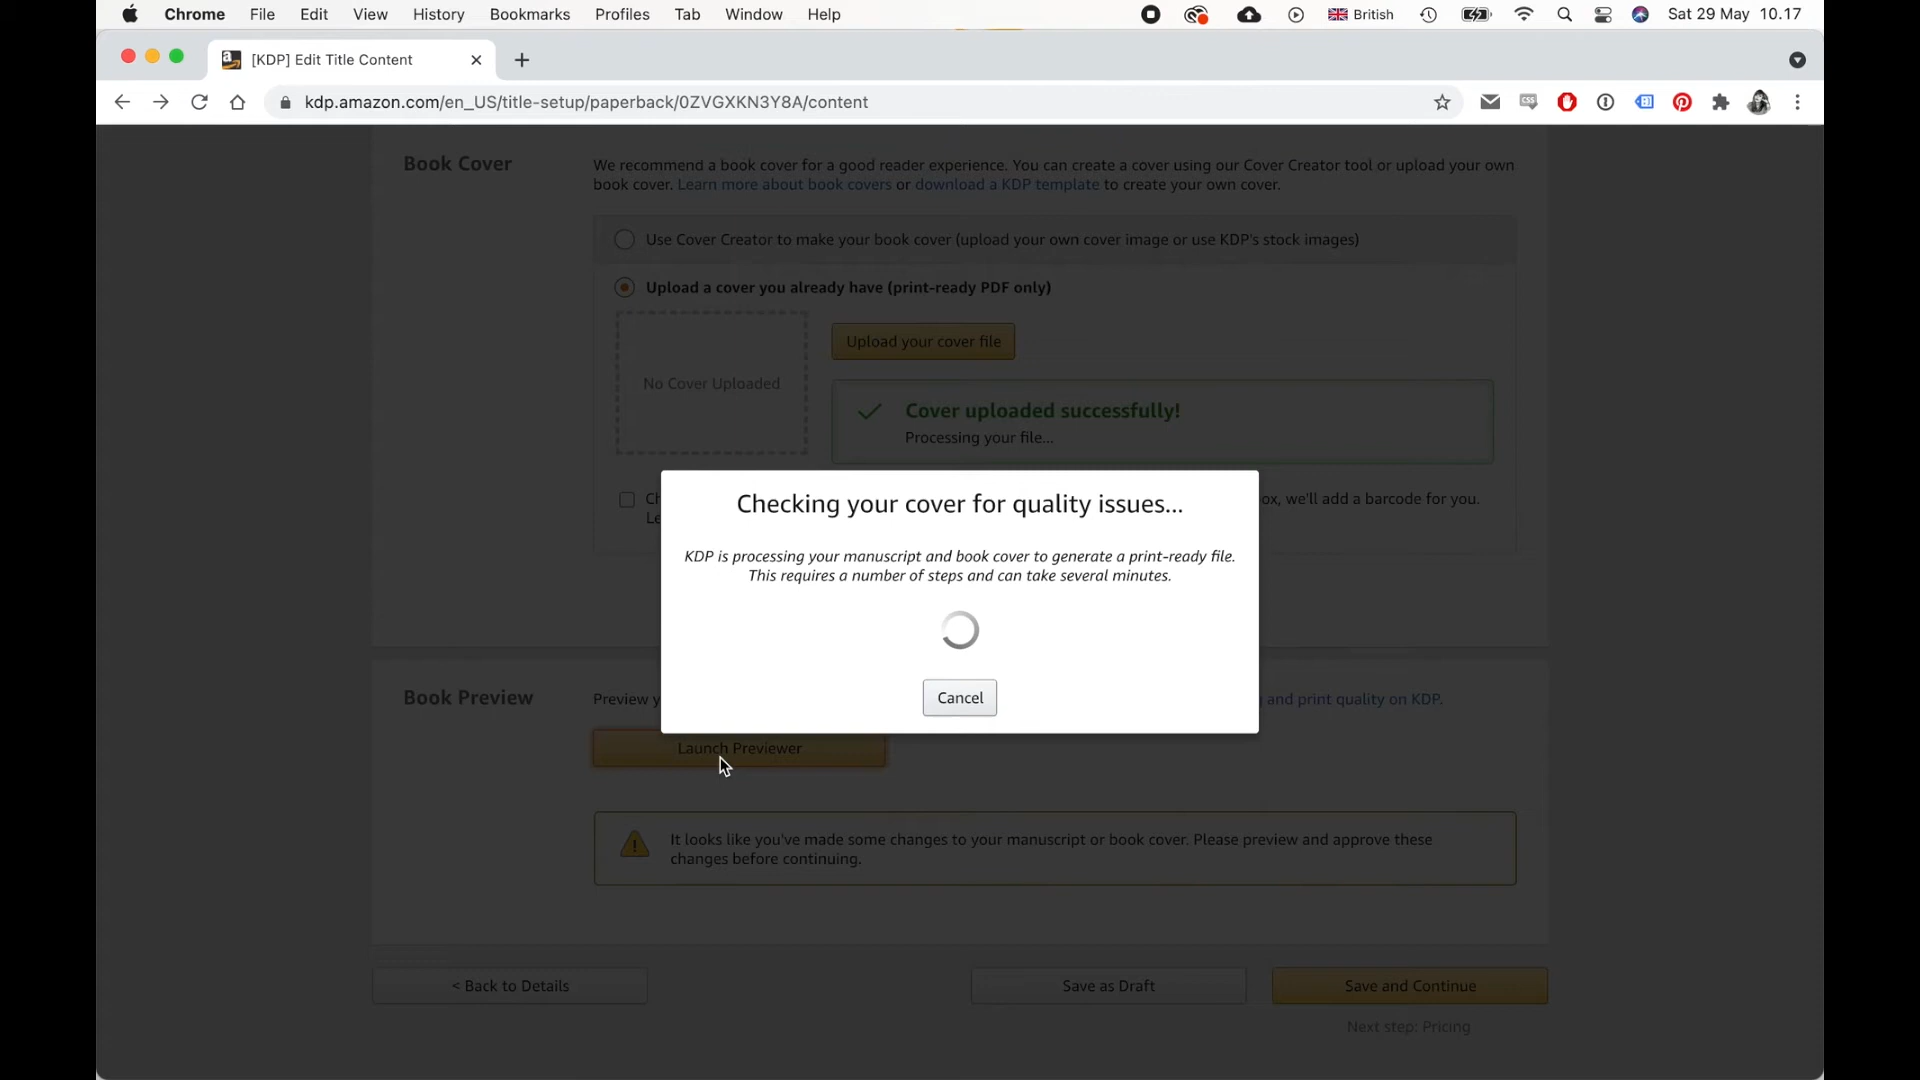 Chrome File Edit View History Bookmarks Profiles Tab Window Help British Sat 29 May 10.17
[KDP] Edit Title Content
kdp.amazon.com/en_US/title-setup/paperback/0ZVGXKN3Y8A/content
Book Cover
We recommend a book cover for a good reader experience. You can create a cover using our Cover Creator tool or upload your own
book cover. Learn more about book covers or download a KDP template to create your own cover.
Use Cover Creator to make your book cover (upload your own cover image or use KDP's stock images)
Upload a cover you already have (print-ready PDF only)
Upload your cover file
No Cover Uploaded
Cover uploaded successfully!
Processing your file...
Checking your cover for quality issues...
ox, we'll add a barcode for you.
KDP is processing your manuscript and book cover to generate a print-ready file.
This requires a number of steps and can take several minutes.
Cancel
Book Preview
Preview y
and print quality on KDP.
Launch Previewer
It looks like you've made some changes to your manuscript or book cover. Please preview and approve these
changes before continuing.
< Back to Details
Save as Draft
Save and Continue
Next step: Pricing